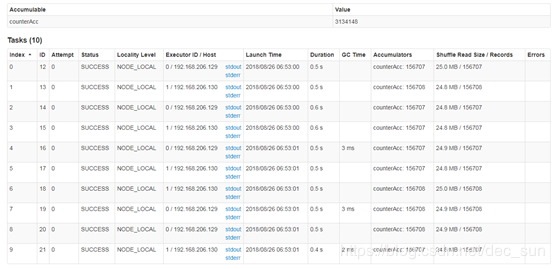 Accumulable Value
counterAcc 3134148
Tasks (10)
Index ID Attempt Status Locality Level Executor ID / Host Launch Time Duration GC Time Accumulators Shuffle Read Size / Records Errors
0 12 0 SUCCESS NODE_LOCAL 0 / 192.168.206.129 stdout 2018/08/26 06:53:00 0.5 s counterAcc: 156707 25.0 MB / 156707
stderr
1 13 0 SUCCESS NODE_LOCAL 1 / 192.168.206.130 stdout 2018/08/26 06:53:00 0.5 s counterAcc: 156708 24.8 MB / 156708
stderr
2 14 0 SUCCESS NODE_LOCAL 0 / 192.168.206.129 stdout 2018/08/26 06:53:00 0.6 s counterAcc: 156707 24.9 MB / 156707
stderr
3 15 0 SUCCESS NODE_LOCAL 1 / 192.168.206.130 stdout 2018/08/26 06:53:00 0.6 s counterAcc: 156707 24.8 MB / 156707
stderr
4 16 0 SUCCESS NODE_LOCAL 0 / 192.168.206.129 stdout 2018/08/26 06:53:01 0.5 s 3 ms counterAcc: 156707 24.9 MB / 156707
stderr
5 17 0 SUCCESS NODE_LOCAL 1 / 192.168.206.130 stdout 2018/08/26 06:53:01 0.5 s counterAcc: 156708 24.8 MB / 156708
stderr
6 18 0 SUCCESS NODE_LOCAL 1 / 192.168.206.130 stdout 2018/08/26 06:53:01 0.5 s counterAcc: 156708 25.0 MB / 156708
stderr
7 19 0 SUCCESS NODE_LOCAL 0 / 192.168.206.129 stdout 2018/08/26 06:53:01 0.5 s 3 ms counterAcc: 156708 24.9 MB / 156708
stderr
8 20 0 SUCCESS NODE_LOCAL 0 / 192.168.206.129 stdout 2018/08/26 06:53:01 0.5 s counterAcc: 156708 24.9 MB / 156708
stderr
9 21 0 SUCCESS NODE_LOCAL 1 / 192.168.206.130 stdout 2018/08/26 06:53:01 0.4 s 2 ms counterAcc: 156708 24.8 MB / 156708
stderr